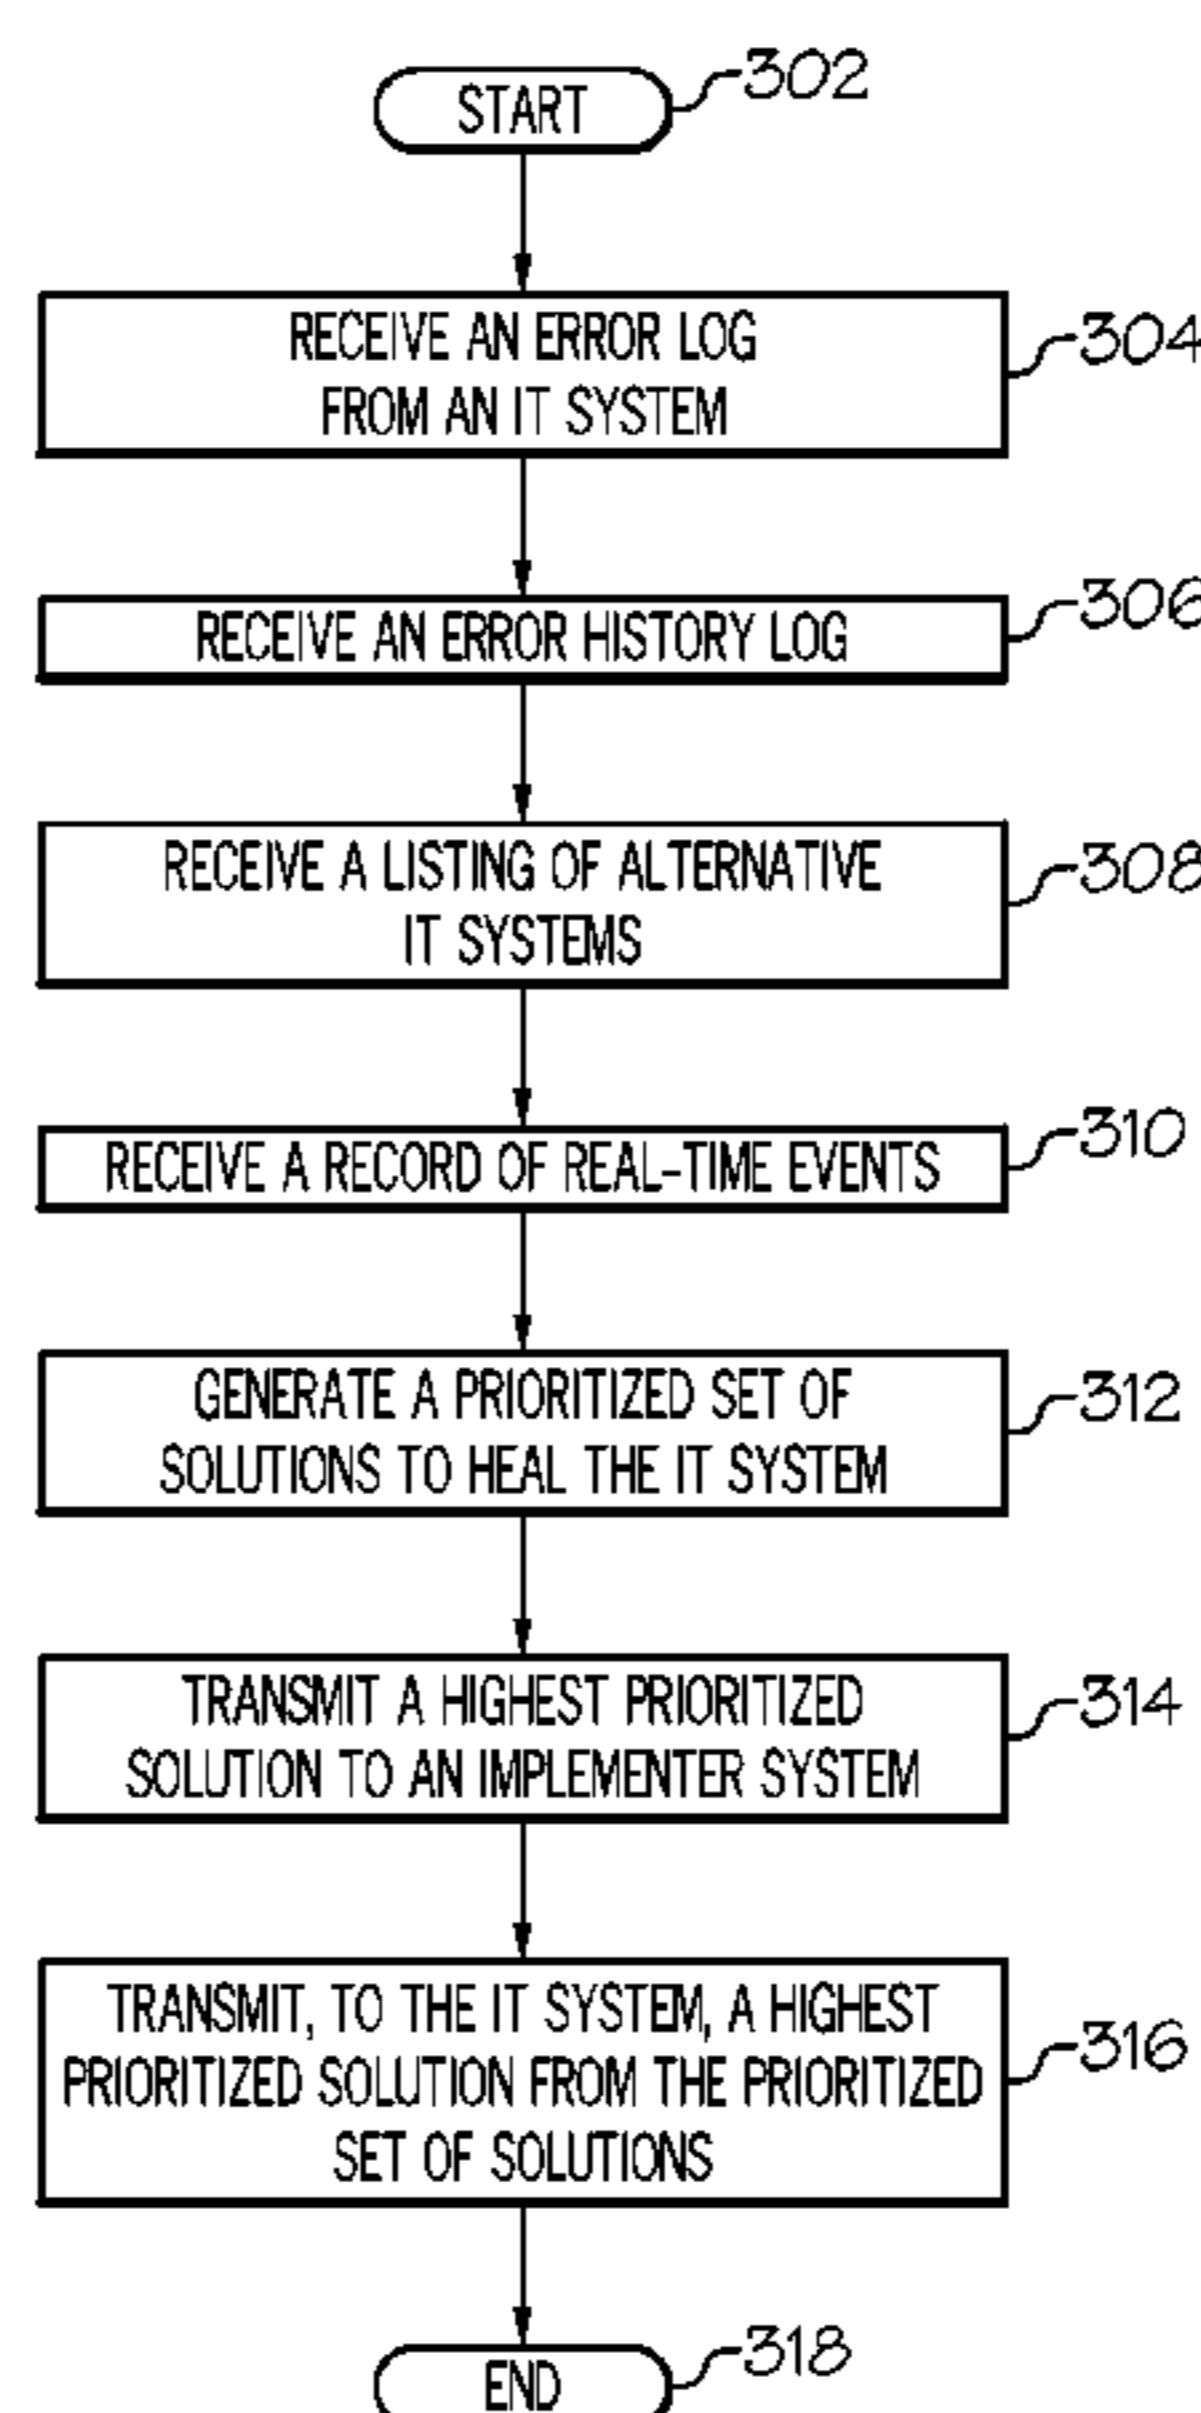 START
302
RECEIVE AN ERROR LOG
FROM AN IT SYSTEM
304
RECEIVE AN ERROR HISTORY LOG
306
RECEIVE A LISTING OF ALTERNATIVE
IT SYSTEMS
308
RECEIVE A RECORD OF REAL-TIME EVENTS
310
GENERATE A PRIORITIZED SET OF
SOLUTIONS TO HEAL THE IT SYSTEM
312
TRANSMIT A HIGHEST PRIORITIZED
SOLUTION TO AN IMPLEMENTER SYSTEM
314
TRANSMIT, TO THE IT SYSTEM, A HIGHEST
PRIORITIZED SOLUTION FROM THE PRIORITIZED
SET OF SOLUTIONS
316
END
318